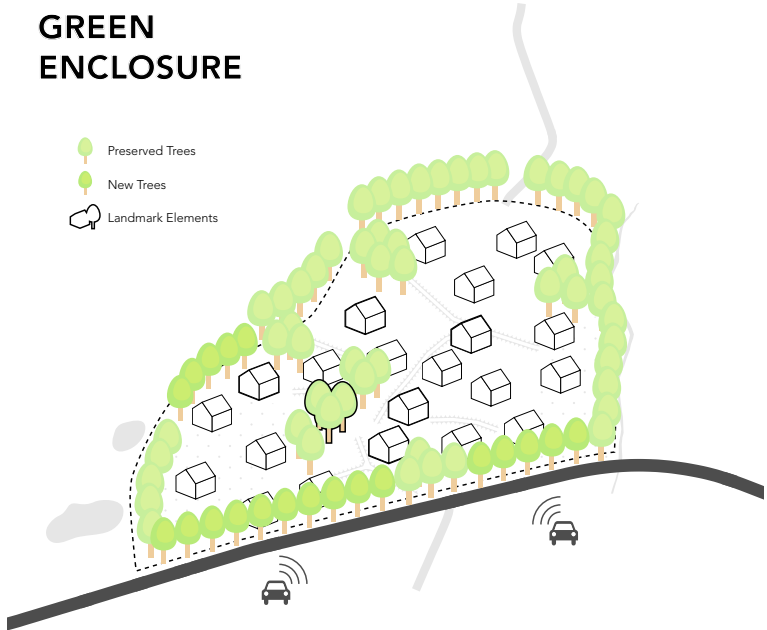 GREEN
ENCLOSURE
Preserved Trees
New Trees
Landmark Elements